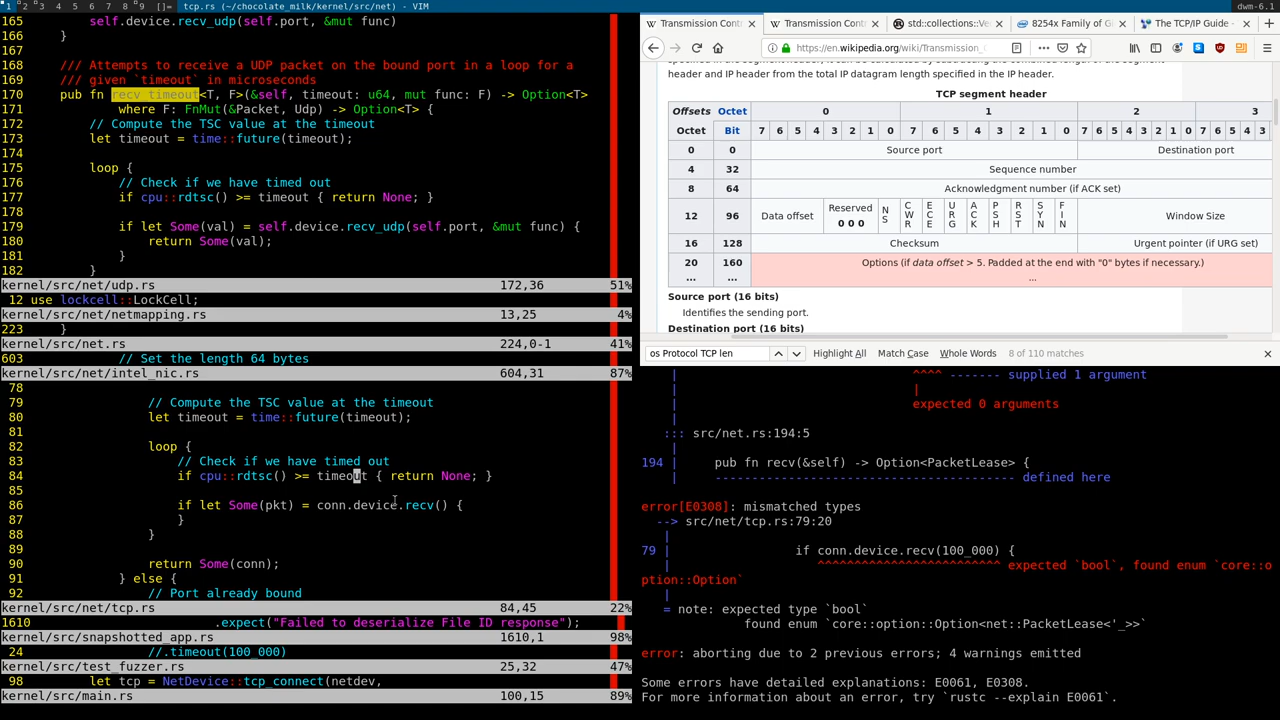 1 2 3 4 5 6 7 8 9 []= tcp.rs (~/chocolate_milk/kernel/src/net) - VIM
dwm-6.1
165         self.device.recv_udp(self.port, &mut func)
166     }
167
168     /// Attempts to receive a UDP packet on the bound port in a loop for a
169     /// given `timeout` in microseconds
170     pub fn recv_timeout<T, F>(&self, timeout: u64, mut func: F) -> Option<T>
171             where F: FnMut(&Packet, Udp) -> Option<T> {
172         // Compute the TSC value at the timeout
173         let timeout = time::future(timeout);
174
175         loop {
176             // Check if we have timed out
177             if cpu::rdtsc() >= timeout { return None; }
178
179             if let Some(val) = self.device.recv_udp(self.port, &mut func) {
180                 return Some(val);
181             }
182         }
kernel/src/net/udp.rs 172,36 51%
12 use lockcell::LockCell;
kernel/src/net/netmapping.rs 13,25 4%
223     }
kernel/src/net.rs 224,0-1 41%
603             // Set the length 64 bytes
kernel/src/net/intel_nic.rs 604,31 87%
78
79                 // Compute the TSC value at the timeout
80                 let timeout = time::future(timeout);
81
82                 loop {
83                     // Check if we have timed out
84                     if cpu::rdtsc() >= timeout { return None; }
85
86                     if let Some(pkt) = conn.device.recv() {
87                     }
88                 }
89
90                 return Some(conn);
91             } else {
92                 // Port already bound
kernel/src/net/tcp.rs 84,45 22%
1610                         .expect("Failed to deserialize File ID response");
kernel/src/snapshotted_app.rs 1610,1 98%
24                 //.timeout(100_000)
kernel/src/test_fuzzer.rs 25,32 47%
98         let tcp = NetDevice::tcp_connect(netdev,
kernel/src/main.rs 100,15 89%
Transmission Cont
Transmission Cont
std::collections::Ve
8254x Family of G
The TCP/IP Guide -
https://en.wikipedia.org/wiki/Transmission_
header and IP header from the total IP datagram length specified in the IP header.
TCP segment header
Offsets Octet 0 1 2 3
Octet Bit 7 6 5 4 3 2 1 0 7 6 5 4 3 2 1 0 7 6 5 4 3 2 1 0 7 6 5 4
0 0 Source port Destination port
4 32 Sequence number
8 64 Acknowledgment number (if ACK set)
12 96 Data offset Reserved 0 0 0 NS CWR ECE URG ACK PSH RST SYN FIN Window Size
16 128 Checksum Urgent pointer (if URG set)
20 160 Options (if data offset > 5. Padded at the end with "0" bytes if necessary.)
... ... ...
Source port (16 bits)
Identifies the sending port.
Destination port (16 bits)
os Protocol TCP len Highlight All Match Case Whole Words 8 of 110 matches
    |                         ^^^^ ------- supplied 1 argument
    |                         |
    |                         expected 0 arguments
    |
   ::: src/net.rs:194:5
    |
194 |     pub fn recv(&self) -> Option<PacketLease> {
    |     --------------------------------------- defined here

error[E0308]: mismatched types
  --> src/net/tcp.rs:79:20
   |
79 |             if conn.device.recv(100_000) {
   |                ^^^^^^^^^^^^^^^^^^^^^^^^^ expected `bool`, found enum `core::o
ption::Option`
   |
   = note: expected type `bool`
              found enum `core::option::Option<net::PacketLease<'_>>`

error: aborting due to 2 previous errors; 4 warnings emitted

Some errors have detailed explanations: E0061, E0308.
For more information about an error, try `rustc --explain E0061`.